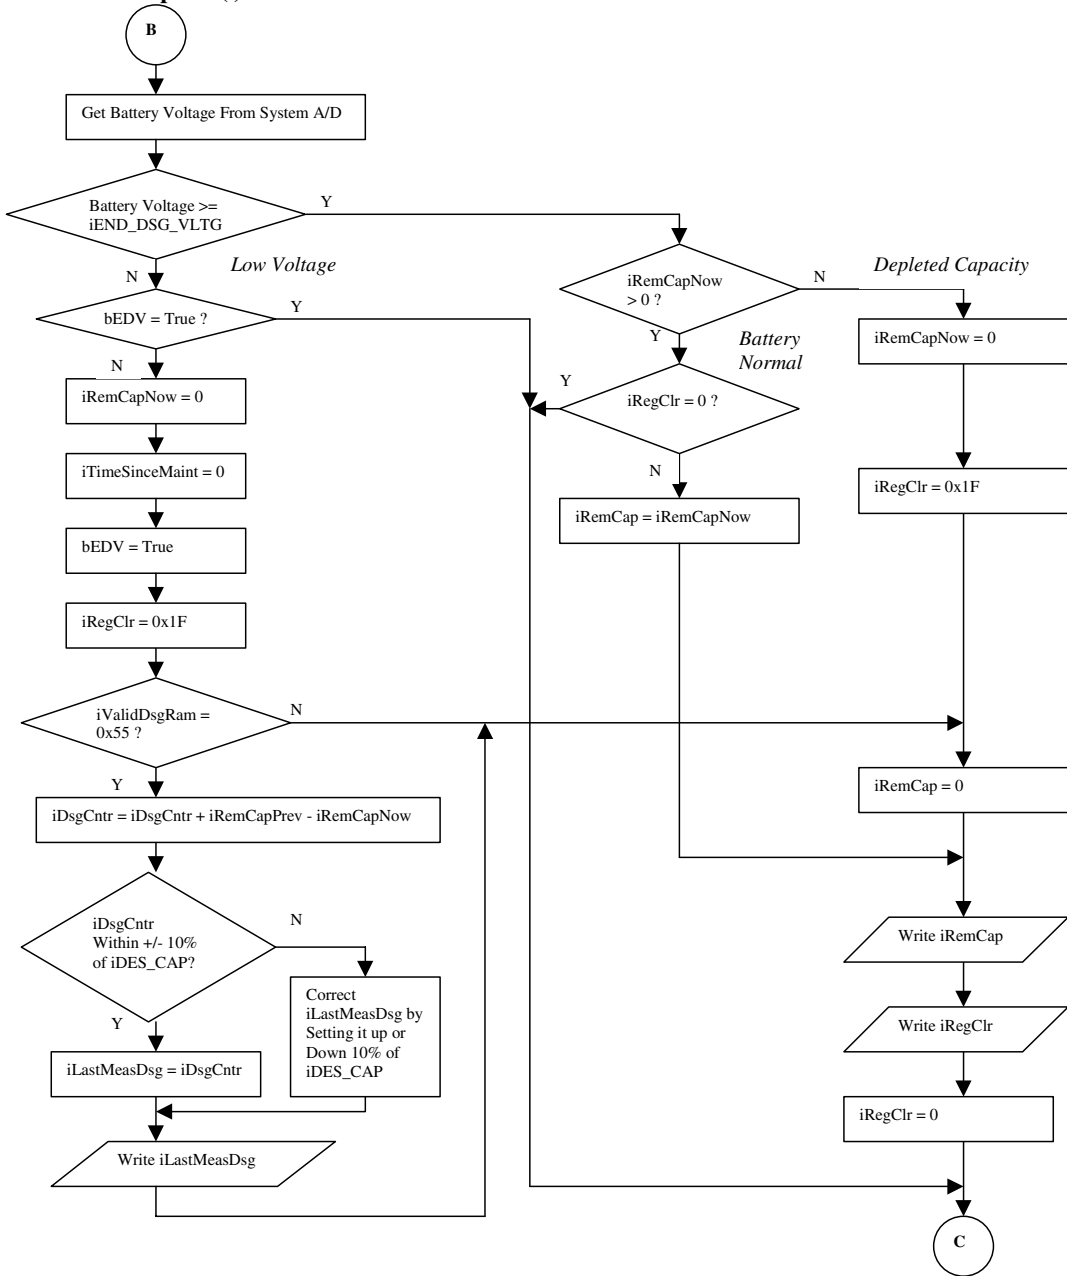 B
Get Battery Voltage From System A/D
Battery Voltage >=
iEND_DSG_VLTG
Y
N
Low Voltage
iRemCapNow
> 0 ?
N
Depleted Capacity
bEDV = True ?
Y
Y
Battery
Normal
iRemCapNow = 0
N
iRemCapNow = 0
Y
iRegClr = 0 ?
iTimeSinceMaint = 0
N
iRegClr = 0x1F
iRemCap = iRemCapNow
bEDV = True
iRegClr = 0x1F
iValidDsgRam =
0x55 ?
N
Y
iRemCap = 0
iDsgCntr = iDsgCntr + iRemCapPrev - iRemCapNow
iDsgCntr
Within +/- 10%
of iDES_CAP?
N
Write iRemCap
Correct
iLastMeasDsg by
Setting it up or
Down 10% of
iDES_CAP
Y
Write iRegClr
iLastMeasDsg = iDsgCntr
iRegClr = 0
Write iLastMeasDsg
C